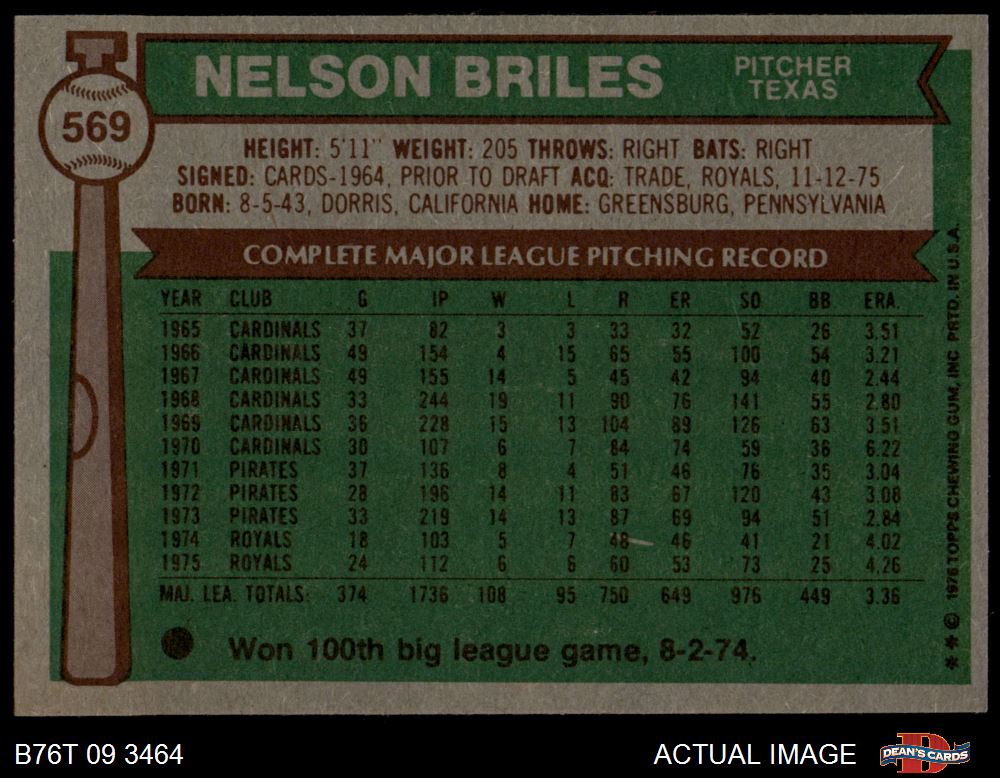 T
569
NELSON BRILES
PITCHER
TEXAS
HEIGHT: 5'11" WEIGHT: 205 THROWS: RIGHT BATS: RIGHT
SIGNED: CARDS-1964, PRIOR TO DRAFT ACQ: TRADE, ROYALS, 11-12-75
BORN: 8-5-43, DORRIS, CALIFORNIA HOME: GREENSBURG, PENNSYLVANIA
COMPLETE MAJOR LEAGUE PITCHING RECORD
YEAR CLUB G IP W L R ER SO BB ERA.
1965 CARDINALS 37 82 3 3 33 32 52 26 3.51
1966 CARDINALS 49 154 4 15 65 55 100 54 3.21
1967 CARDINALS 49 155 14 5 45 42 94 40 2.44
1968 CARDINALS 33 244 19 11 90 76 141 55 2.80
1969 CARDINALS 36 228 15 13 104 89 126 63 3.51
1970 CARDINALS 30 107 6 7 84 74 59 36 6.22
1971 PIRATES 37 136 8 4 51 46 76 35 3.04
1972 PIRATES 28 196 14 11 83 67 120 43 3.08
1973 PIRATES 33 219 14 13 87 69 94 51 2.84
1974 ROYALS 18 103 5 7 48 46 41 21 4.02
1975 ROYALS 24 112 6 6 60 53 73 25 4.26
MAJ. LEA. TOTALS: 374 1736 108 95 750 649 976 449 3.36
Won 100th big league game, 8-2-74.
** © 1976 TOPPS CHEWING GUM, INC PRTD. IN U.S.A.
B76T 09 3464
ACTUAL IMAGE
D
DEAN'S CARDS